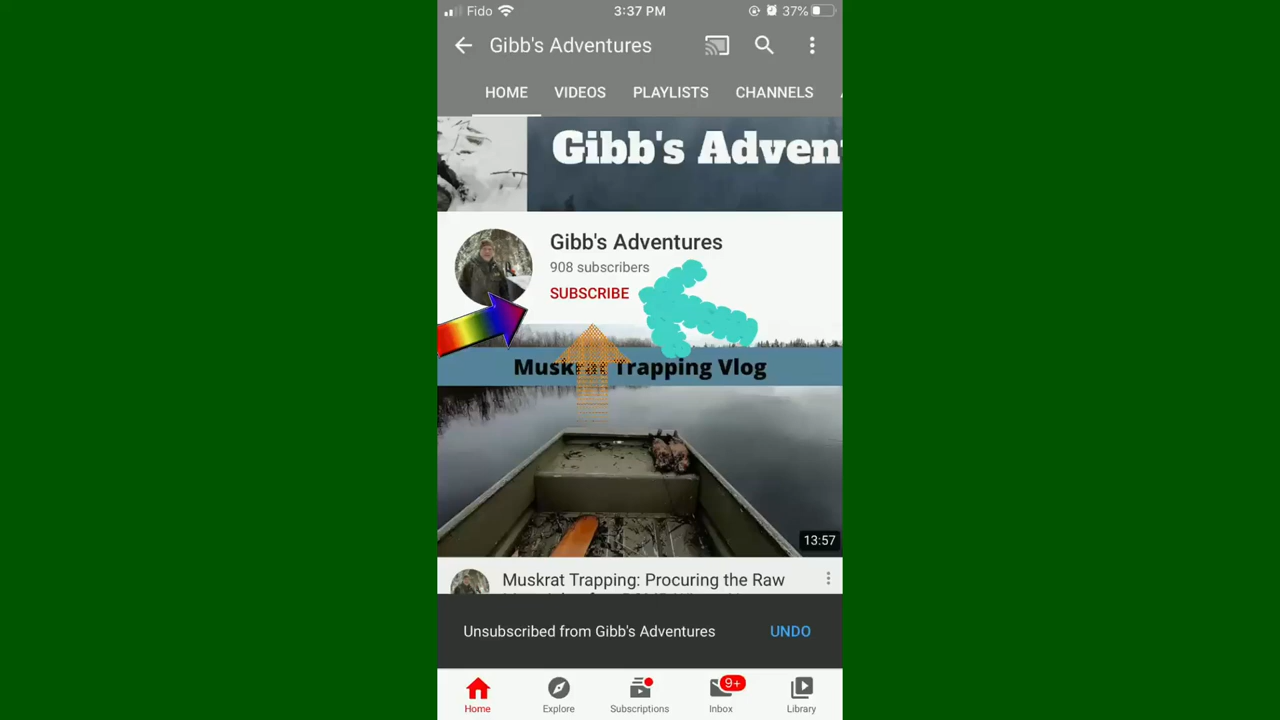 Fido 3:37 PM 37%
Gibb's Adventures
HOME VIDEOS PLAYLISTS CHANNELS
Gibb's Adven
Gibb's Adventures
908 subscribers
SUBSCRIBE
Muskrat Trapping Vlog
13:57
Muskrat Trapping: Procuring the Raw
Unsubscribed from Gibb's Adventures UNDO
9+
Home Explore Subscriptions Inbox Library